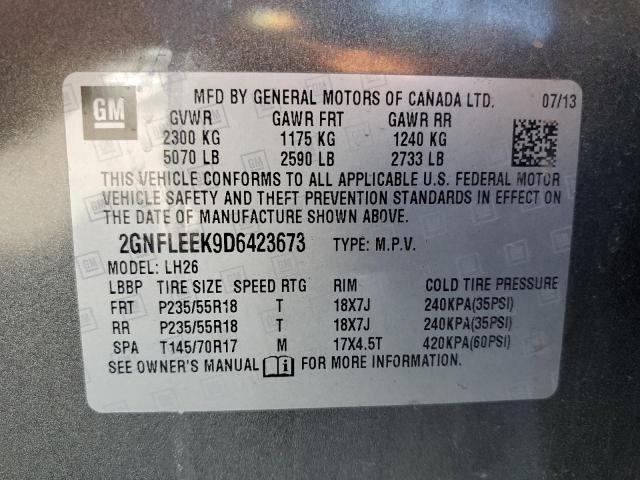 GM
MFD BY GENERAL MOTORS OF CANADA LTD. 07/13
GVWR GAWR FRT GAWR RR
2300 KG 1175 KG 1240 KG
5070 LB 2590 LB 2733 LB
THIS VEHICLE CONFORMS TO ALL APPLICABLE U.S. FEDERAL MOTOR
VEHICLE SAFETY AND THEFT PREVENTION STANDARDS IN EFFECT ON
THE DATE OF MANUFACTURE SHOWN ABOVE.
2GNFLEEK9D6423673 TYPE: M.P.V.
MODEL: LH26
LBBP TIRE SIZE SPEED RTG RIM COLD TIRE PRESSURE
FRT P235/55R18 T 18X7J 240KPA(35PSI)
RR P235/55R18 T 18X7J 240KPA(35PSI)
SPA T145/70R17 M 17X4.5T 420KPA(60PSI)
SEE OWNER'S MANUAL i FOR MORE INFORMATION.